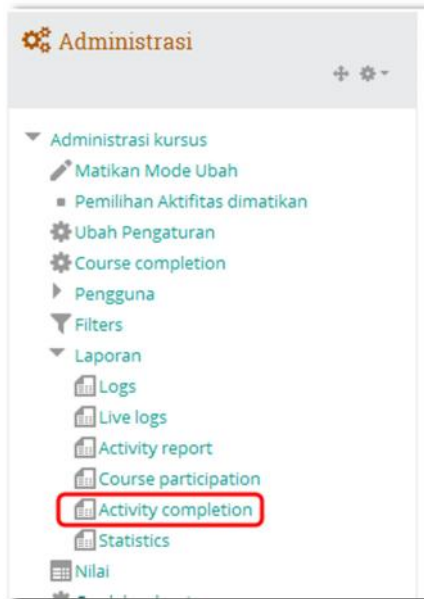 Administrasi
Administrasi kursus
Matikan Mode Ubah
Pemilihan Aktifitas dimatikan
Ubah Pengaturan
Course completion
Pengguna
Filters
Laporan
Logs
Live logs
Activity report
Course participation
Activity completion
Statistics
Nilai